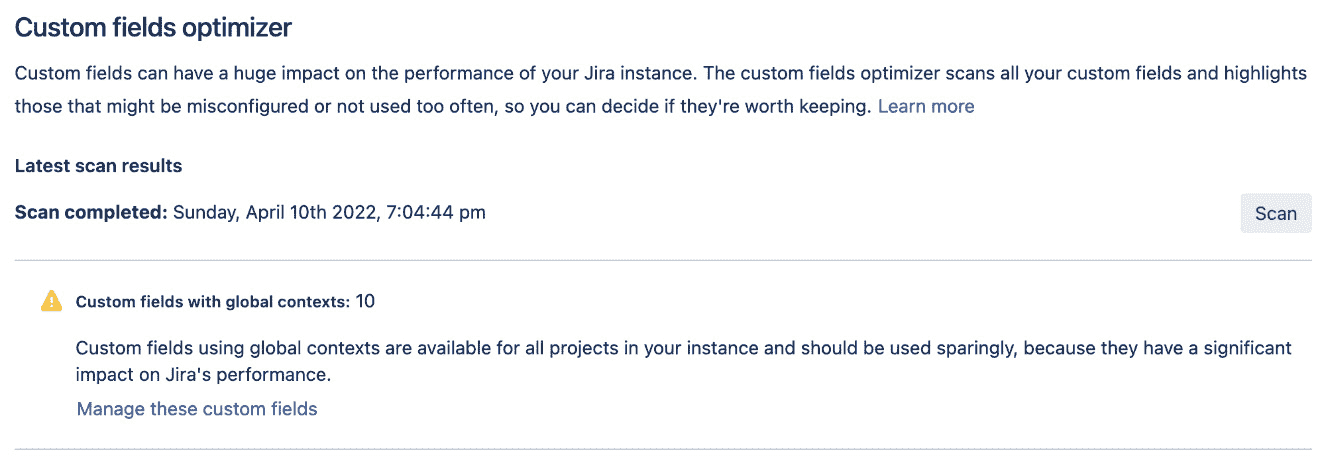 Custom fields optimizer
Custom fields can have a huge impact on the performance of your Jira instance. The custom fields optimizer scans all your custom fields and highlights
those that might be misconfigured or not used too often, so you can decide if they're worth keeping. Learn more
Latest scan results
Scan completed: Sunday, April 10th 2022, 7:04:44 pm
Scan
Custom fields with global contexts: 10
Custom fields using global contexts are available for all projects in your instance and should be used sparingly, because they have a significant
impact on Jira's performance.
Manage these custom fields